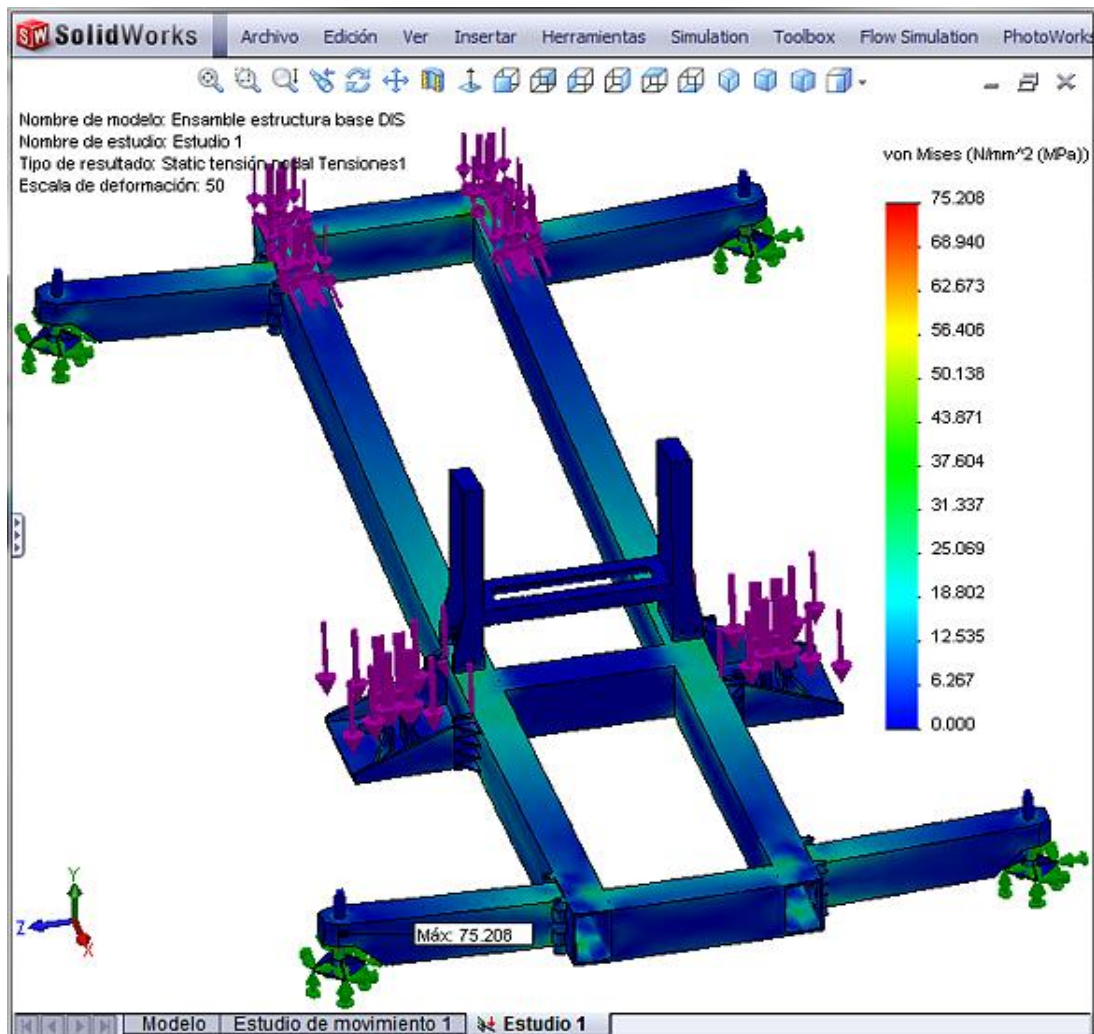 SolidWorks Archivo Edición Ver Insertar Herramientas Simulation Toolbox Flow Simulation PhotoWorks
Nombre de modelo: Ensamble estructura base DIS
Nombre de estudio: Estudio 1
Tipo de resultado: Static tensión nodal Tensiones1
Escala de deformación: 50
von Mises (N/mm^2 (MPa))
75.208
68.940
62.673
56.406
50.138
43.871
37.604
31.337
25.069
18.802
12.535
6.267
0.000
Y
Z
X
Máx: 75.208
Modelo Estudio de movimiento 1 Estudio 1